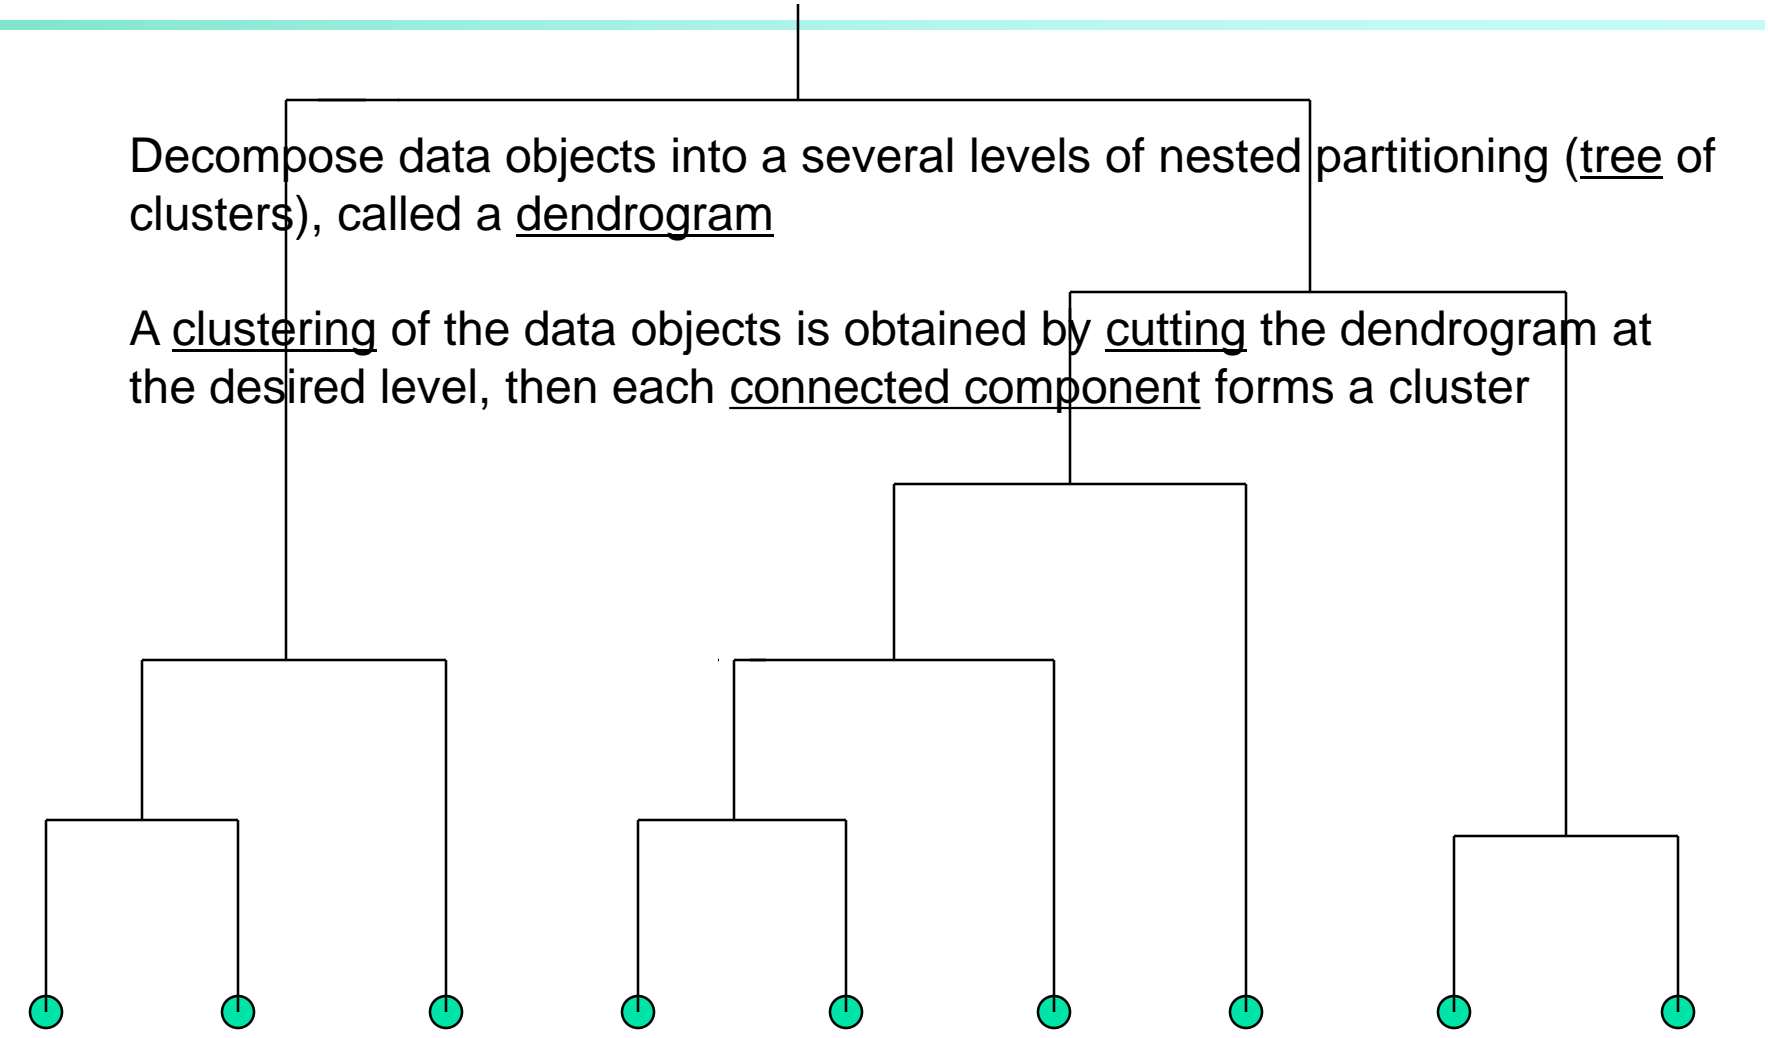 Decompose data objects into a several levels of nested partitioning (tree of
clusters), called a dendrogram
A clustering of the data objects is obtained by cutting the dendrogram at
the desired level, then each connected component forms a cluster